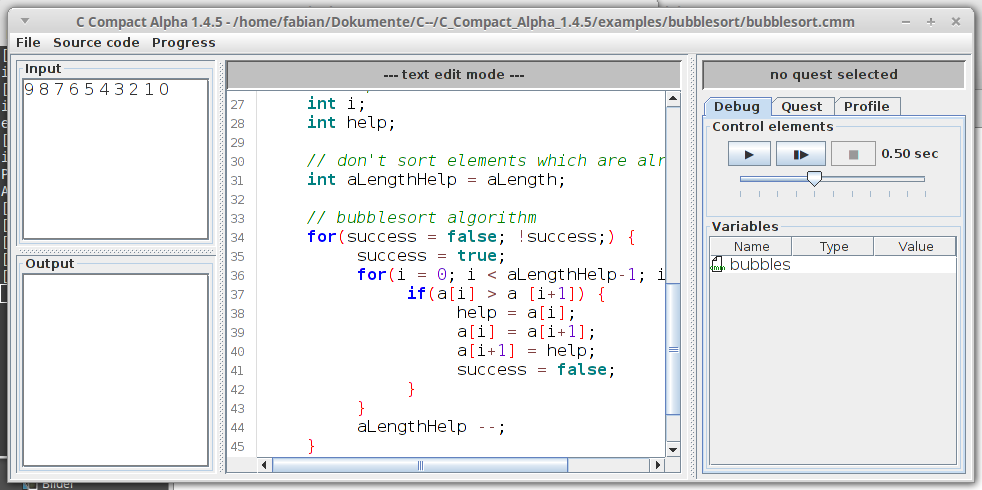 C Compact Alpha 1.4.5 - /home/fabian/Dokumente/C--/C_Compact_Alpha_1.4.5/examples/bubblesort/bubblesort.cmm
File Source code Progress
Input
9 8 7 6 5 4 3 2 1 0
Output
--- text edit mode ---
27 int i;
28 int help;
29
30 // don't sort elements which are alr
31 int aLengthHelp = aLength;
32
33 // bubblesort algorithm
34 for(success = false; !success;) {
35 success = true;
36 for(i = 0; i < aLengthHelp-1; i
37 if(a[i] > a [i+1]) {
38 help = a[i];
39 a[i] = a[i+1];
40 a[i+1] = help;
41 success = false;
42 }
43 }
44 aLengthHelp --;
45 }
no quest selected
Debug Quest Profile
Control elements
0.50 sec
Variables
Name Type Value
cmm bubbles
Bilder